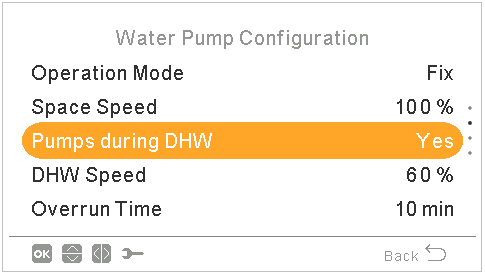 Water Pump Configuration
Operation Mode Fix
Space Speed 100 %
Pumps during DHW Yes
DHW Speed 60 %
Overrun Time 10 min
OK Back